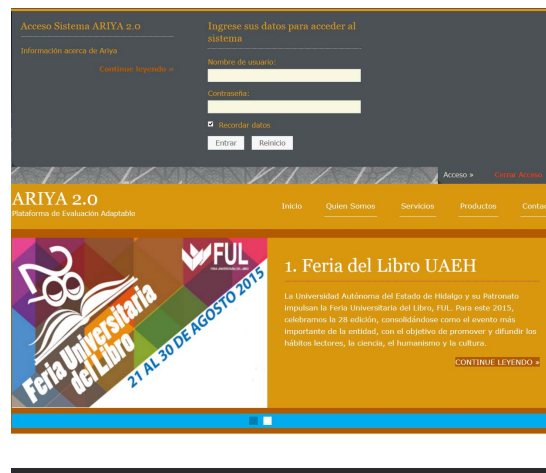 Acceso Sistema ARIYA 2.0
Información acerca de Ariya
Continue leyendo »
Ingrese sus datos para acceder al
sistema
Nombre de usuario:
Contraseña:
Recordar datos
Entrar Reinicio
Acceso » Cerrar Acceso
ARIYA 2.0
Plataforma de Evaluación Adaptable
Inicio Quien Somos Servicios Productos Contac
28º
Feria Universitaria
del Libro
FUL
21 AL 30 DE AGOSTO 2015
1. Feria del Libro UAEH
La Universidad Autónoma del Estado de Hidalgo y su Patronato
impulsan la Feria Universitaria del Libro, FUL. Para este 2015,
celebramos la 28 edición, consolidándose como el evento más
importante de la entidad, con el objetivo de promover y difundir los
hábitos lectores, la ciencia, el humanismo y la cultura.
CONTINUE LEYENDO »